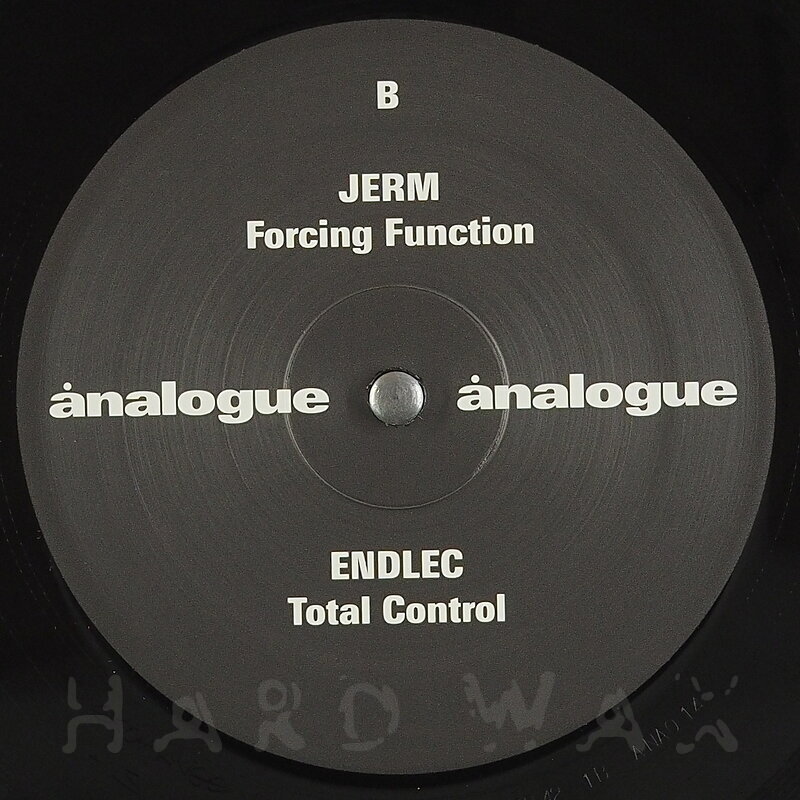 B
JERM
Forcing Function
ȧnalogue ȧnalogue
ENDLEC
Total Control
HARD WAX